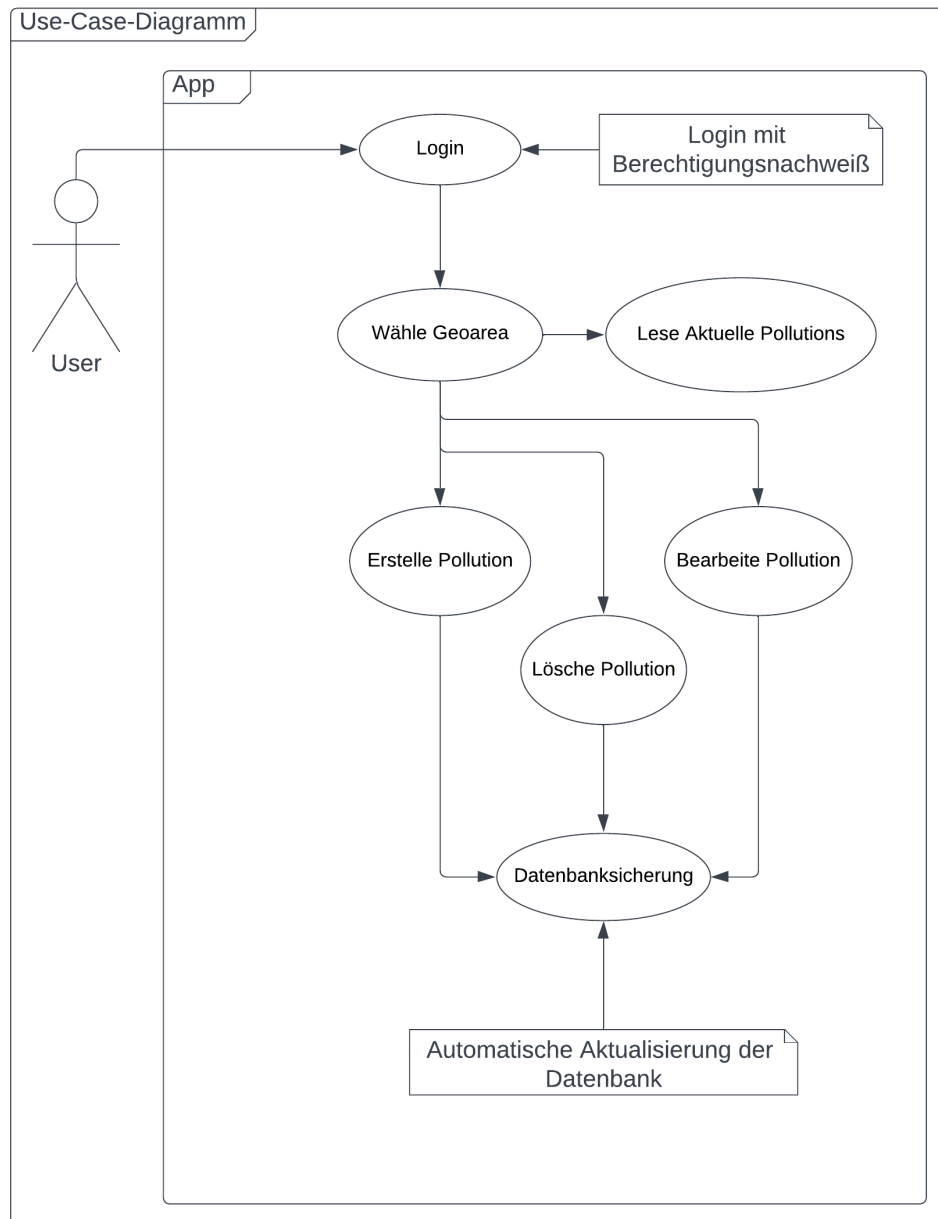 Use-Case-Diagramm
App
Login
Login mit
Berechtigungsnachweiß
Wähle Geoarea
Lese Aktuelle Pollutions
User
Erstelle Pollution
Bearbeite Pollution
Lösche Pollution
Datenbanksicherung
Automatische Aktualisierung der
Datenbank